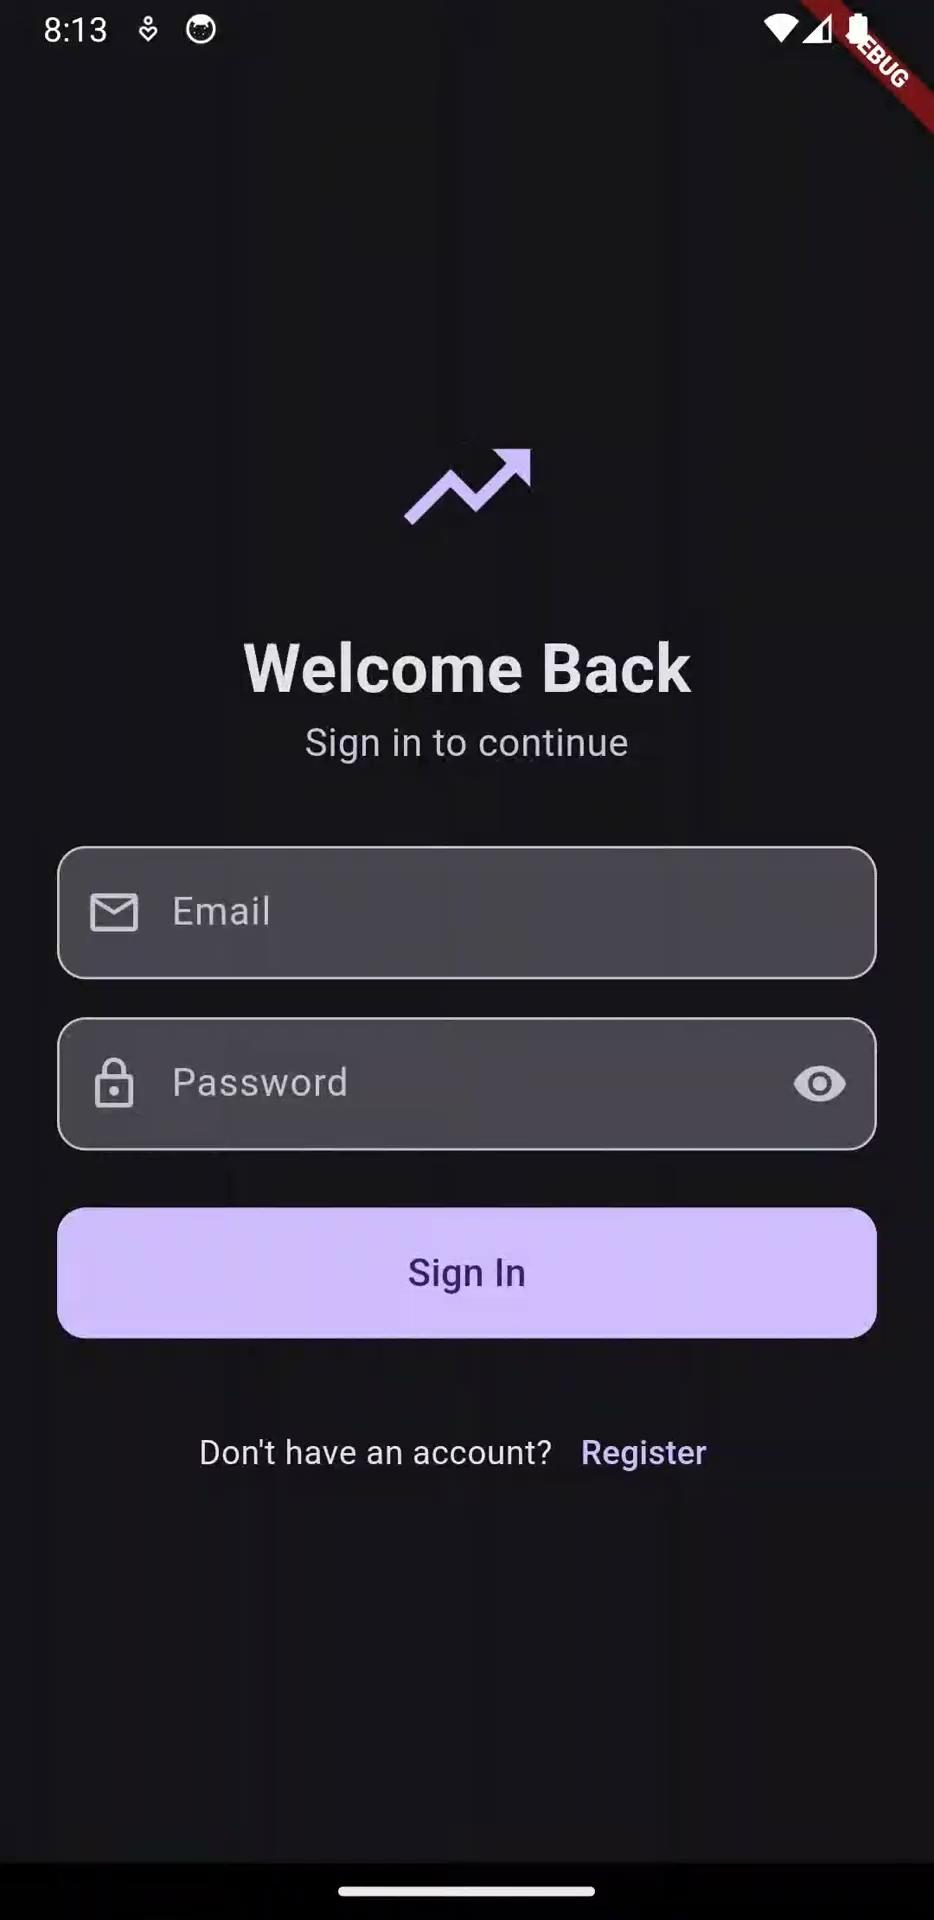 8:13
DEBUG
Welcome Back
Sign in to continue
Email
Password
Sign In
Don't have an account? Register